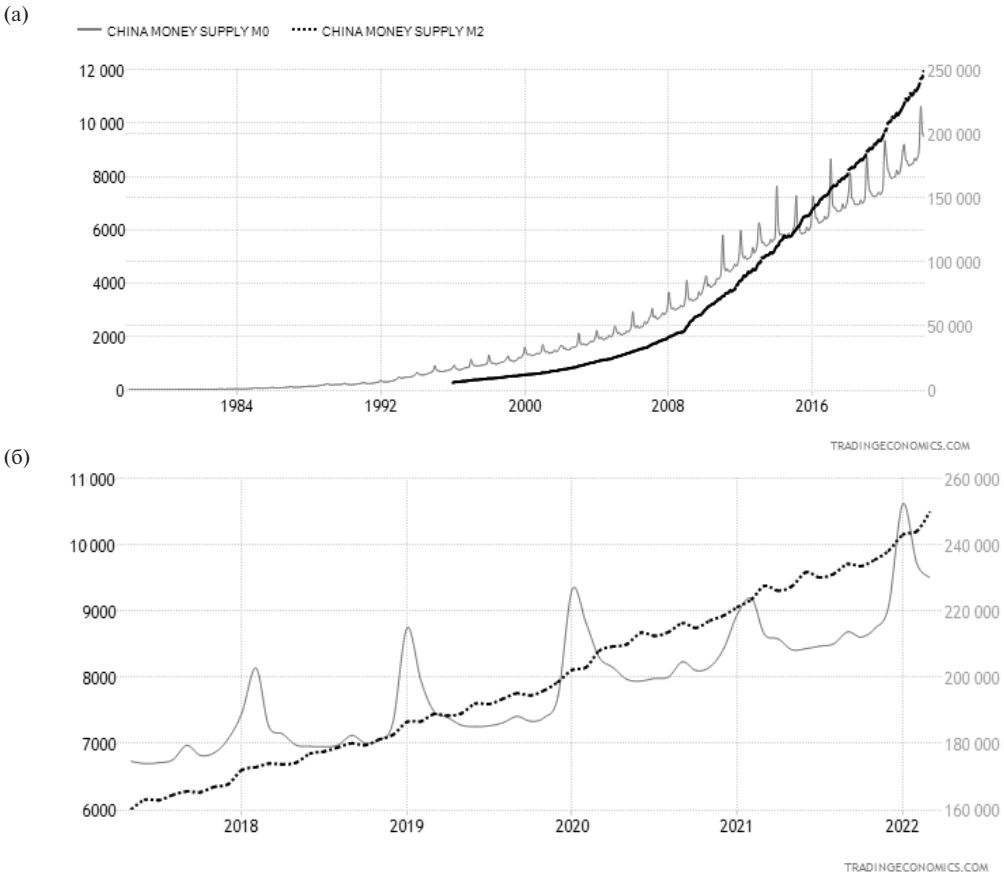 (а)
CHINA MONEY SUPPLY M0 CHINA MONEY SUPPLY M2
12 000 250 000
10 000 200 000
8000
150 000
6000
100 000
4000
2000 50 000
0 0
1984 1992 2000 2008 2016
TRADINGECONOMICS.COM
(б)
11 000 260 000
10 000 240 000
9000 220 000
8000 200 000
7000 180 000
6000 160 000
2018 2019 2020 2021 2022
TRADINGECONOMICS.COM